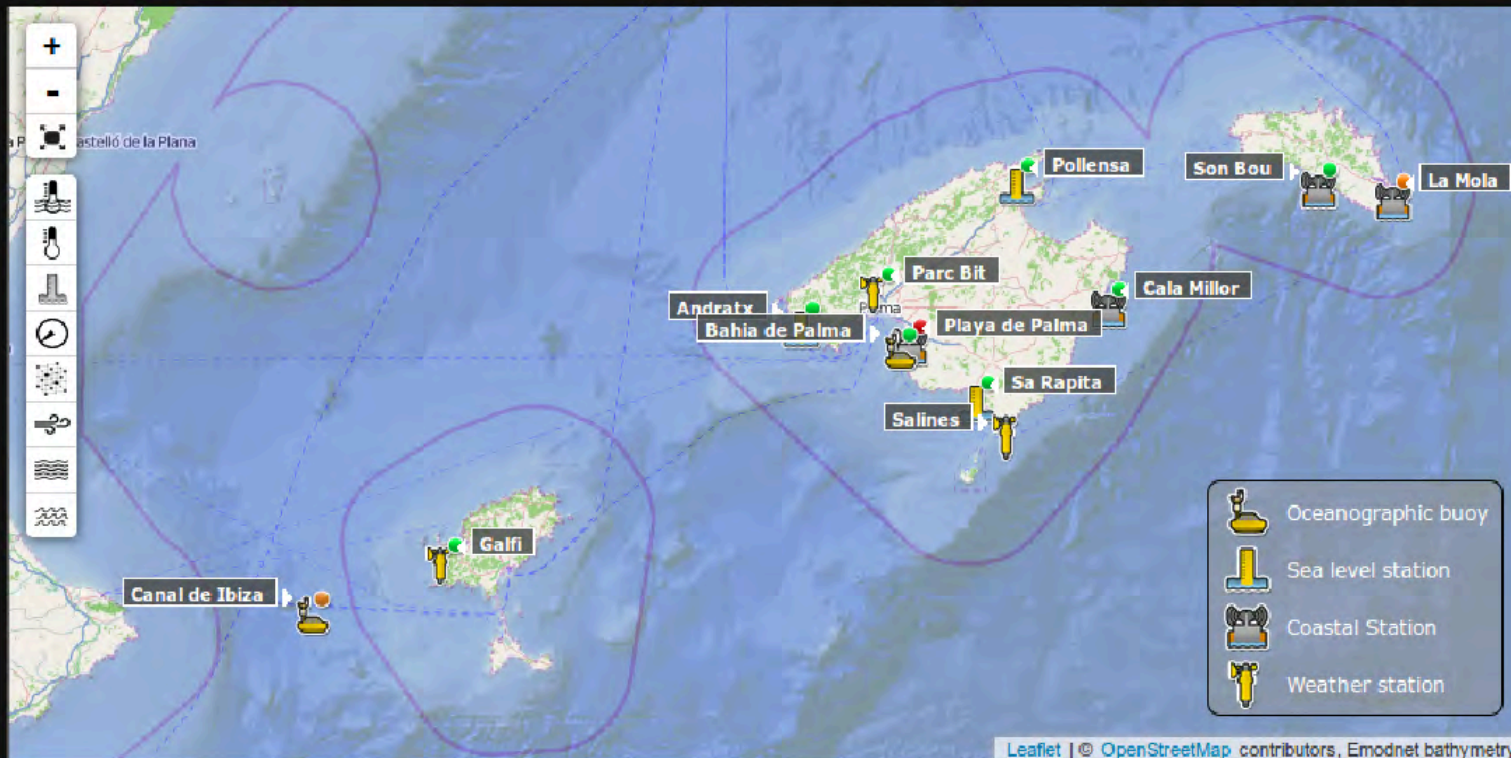 +
-
astelló de la Plana
Pollensa
Son Bou
La Mola
Parc Bit
Cala Millor
Andratx
Bahia de Palma
Playa de Palma
Sa Rapita
Salines
Galfi
Canal de Ibiza
Oceanographic buoy
Sea level station
Coastal Station
Weather station
Leaflet | © OpenStreetMap contributors, Emodnet bathymetry